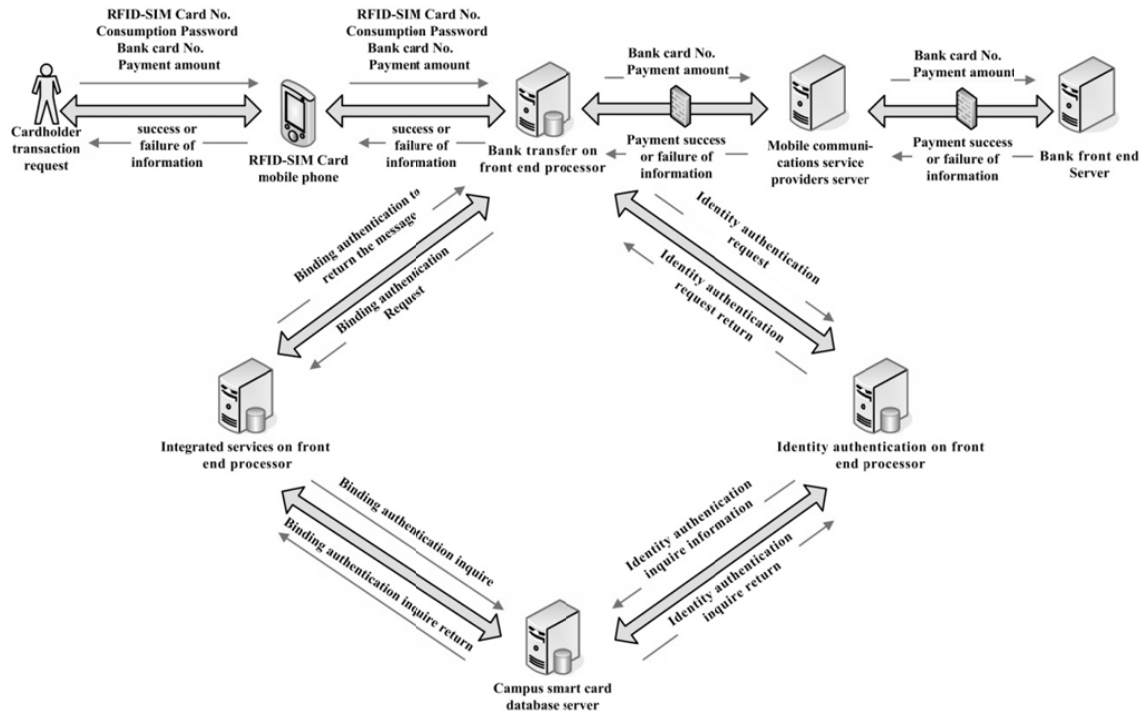 RFID-SIM Card No.
Consumption Password
Bank card No.
Payment amount
RFID-SIM Card No.
Consumption Password
Bank card No.
Payment amount
Bank card No.
Payment amount
Bank card No.
Payment amount
Cardholder
transaction
request
success or
failure of
information
RFID-SIM Card
mobile phone
success or
failure of
information
Bank transfer on
front end processor
Payment success
or failure of
information
Mobile communi-
cations service
providers server
Payment success
or failure of
information
Bank front end
Server
Binding authentication to
return the message
Binding authentication
Request
Identity authentication
request
Identity authentication
request return
Integrated services on front
end processor
Identity authentication on front
end processor
Binding authentication inquire
Binding authentication inquire return
Identity authentication
inquire information
Identity authentication
inquire return
Campus smart card
database server